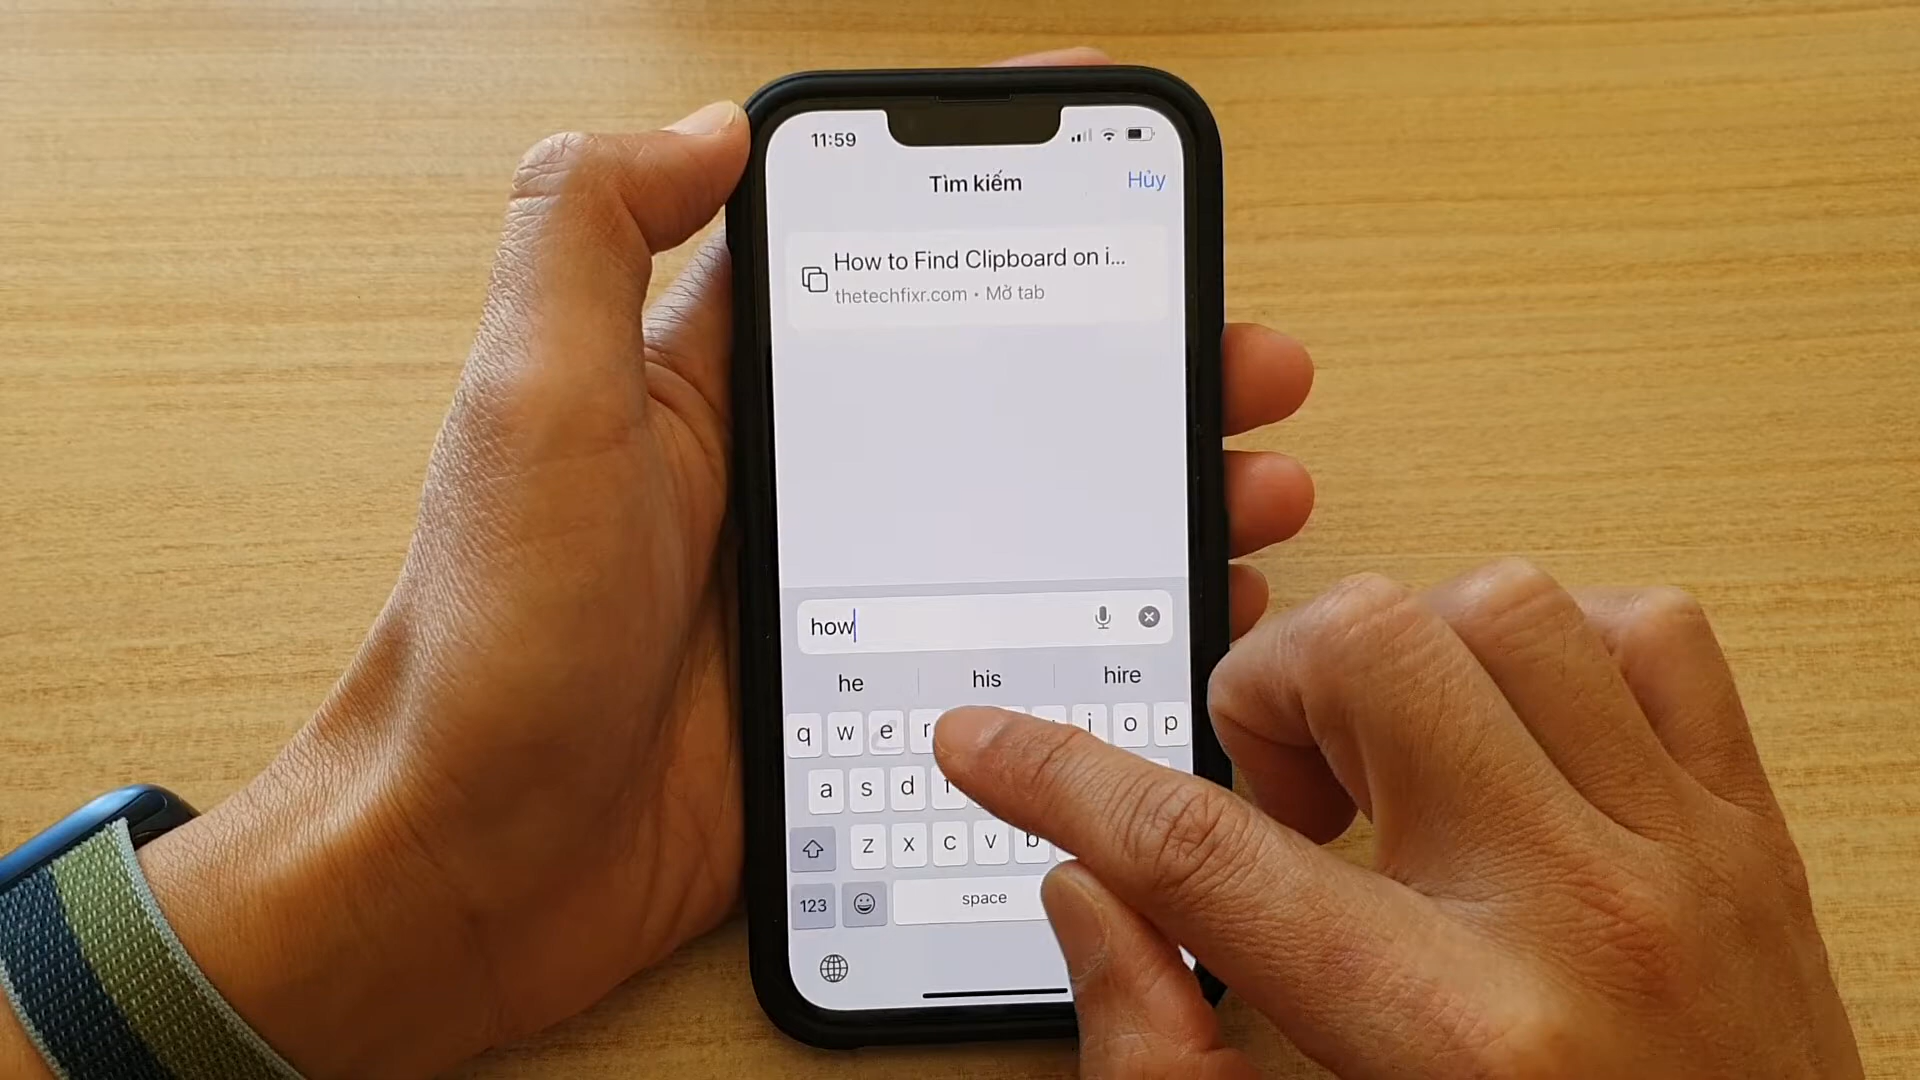 11:59
Tìm kiếm
Hủy
How to Find Clipboard on i...
thetechfixr.com • Mở tab
how
he his hire
q w e r i o p
a s d f
z x c v b
123 space